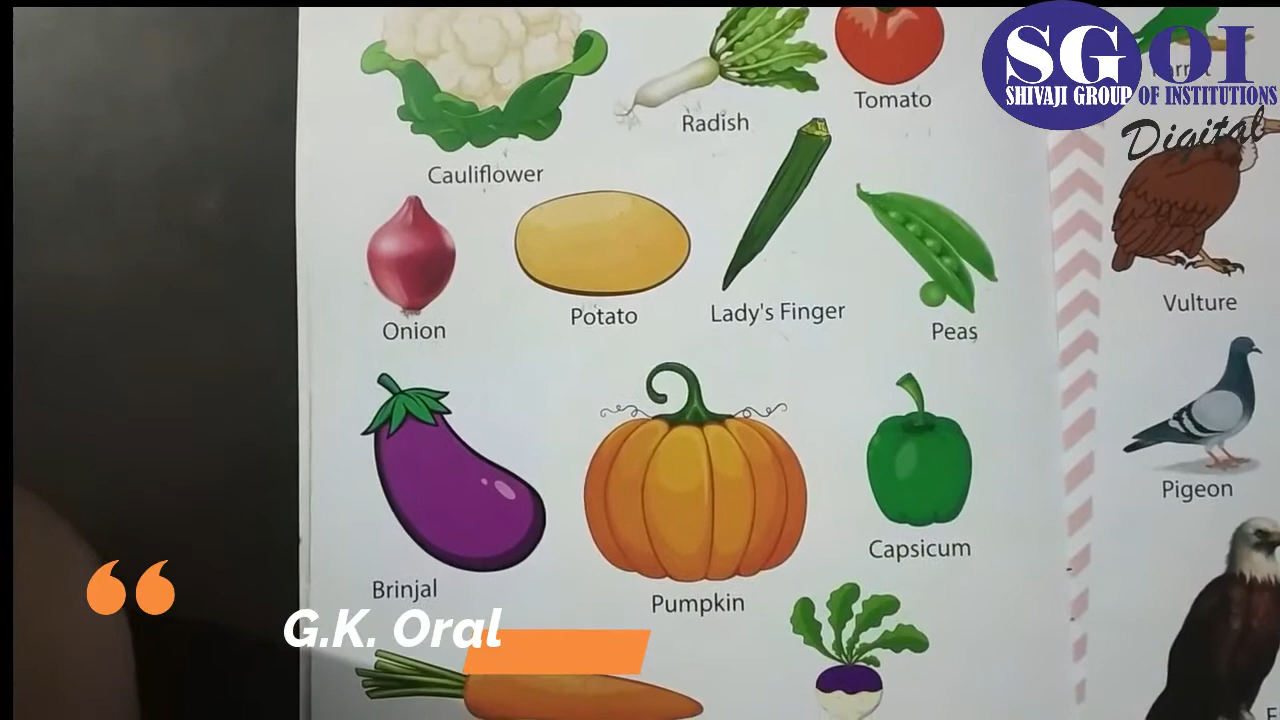 SGOI
SHIVAJI GROUP OF INSTITUTIONS
Digital
Tomato
Radish
Cauliflower
Onion
Potato
Lady's Finger
Peas
Vulture
Brinjal
Pumpkin
Capsicum
Pigeon
G.K. Oral